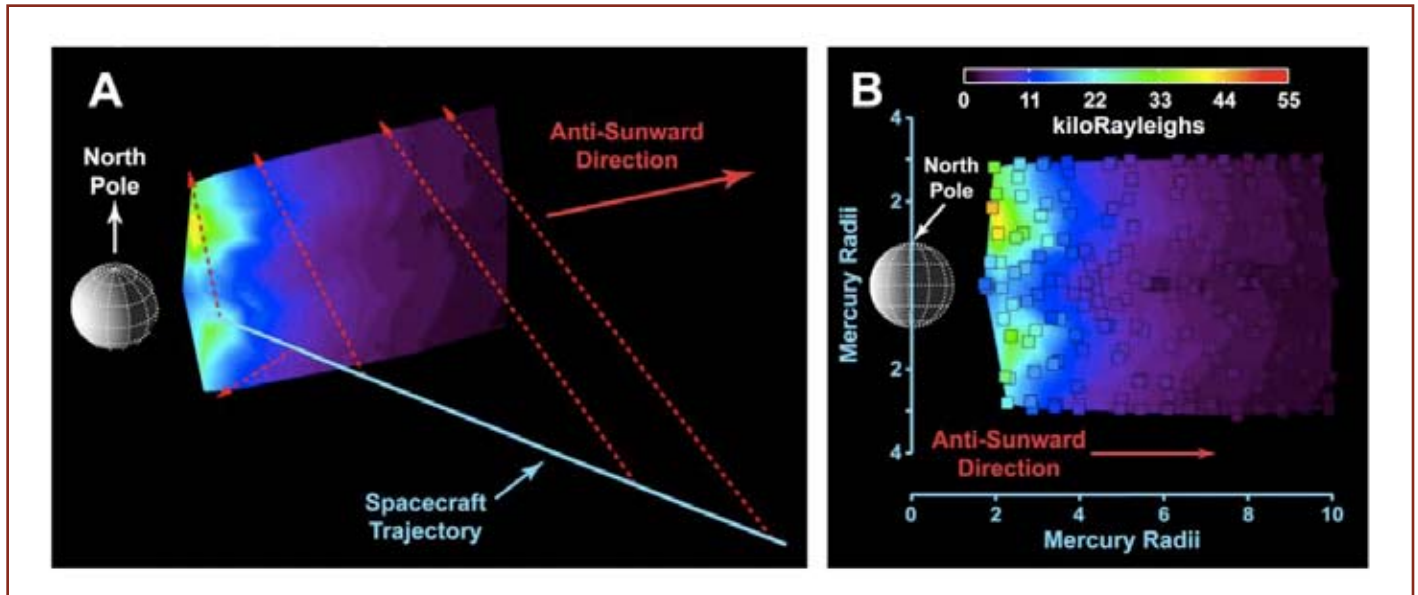 A
North
Pole
Anti-Sunward
Direction
Spacecraft
Trajectory
B
0 11 22 33 44 55
kiloRayleighs
North
Pole
4
2
2
4
Mercury Radii
Anti-Sunward
Direction
0 2 4 6 8 10
Mercury Radii